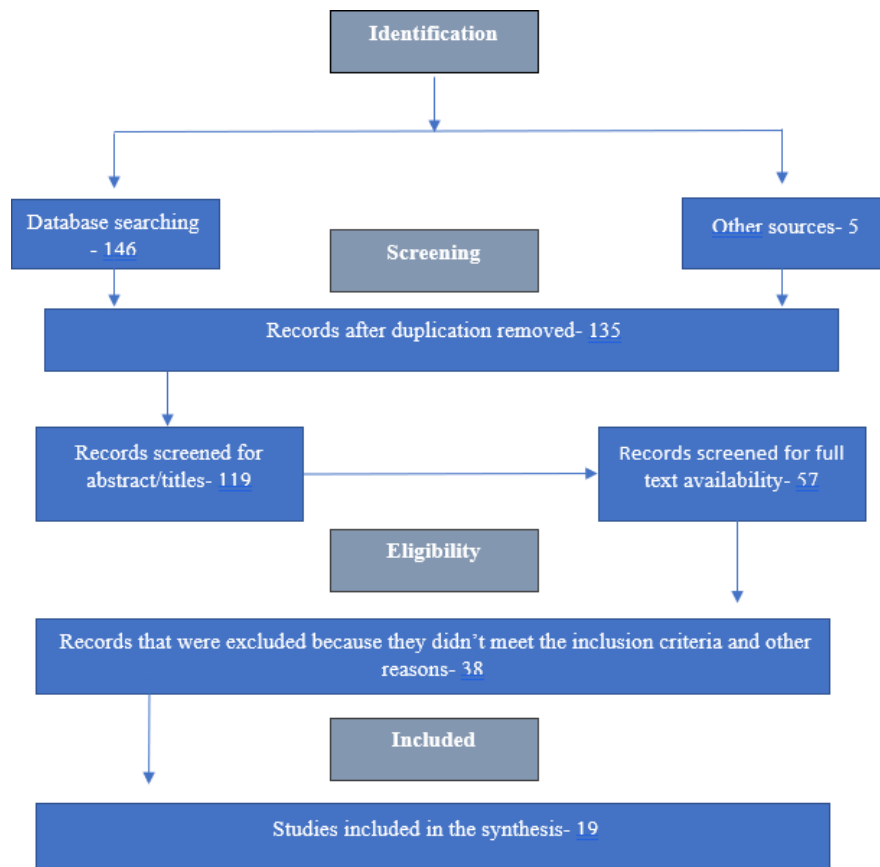 Identification
Database searching
- 146
Other sources- 5
Screening
Records after duplication removed- 135
Records screened for
abstract/titles- 119
Records screened for full
text availability- 57
Eligibility
Records that were excluded because they didn’t meet the inclusion criteria and other
reasons- 38
Included
Studies included in the synthesis- 19